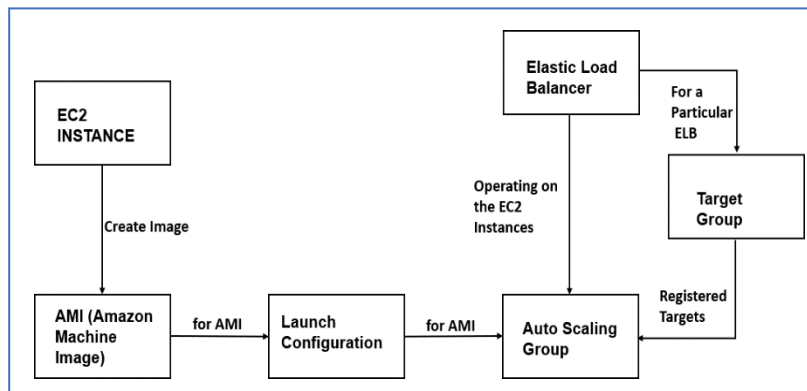 EC2
INSTANCE
Create Image
AMI (Amazon
Machine
Image)
for AMI
Launch
Configuration
for AMI
Auto Scaling
Group
Elastic Load
Balancer
Operating on
the EC2
Instances
For a
Particular
ELB
Target
Group
Registered
Targets